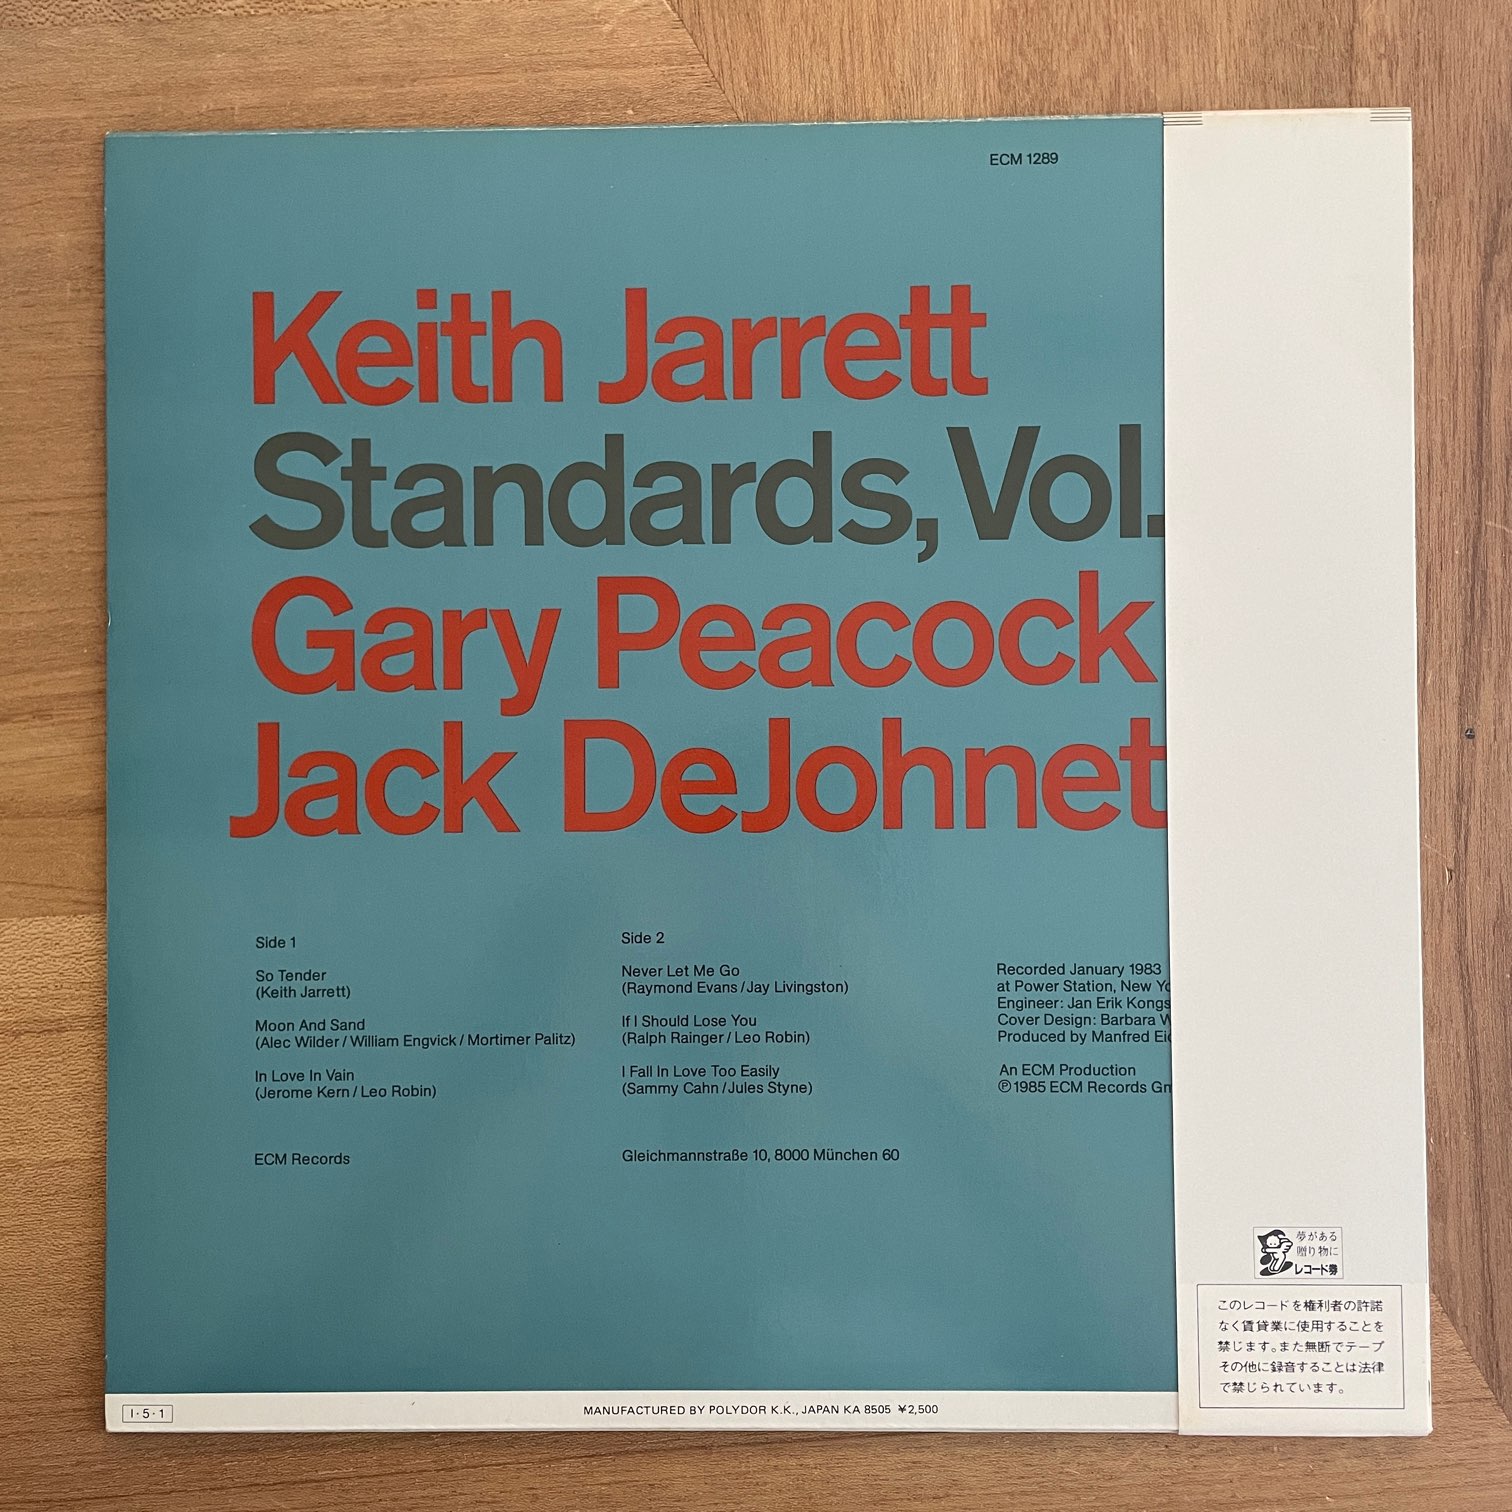 ECM 1289
Keith Jarrett
Standards, Vol.
Gary Peacock
Jack DeJohnet
Side 1
So Tender
(Keith Jarrett)
Moon And Sand
(Alec Wilder / William Engvick / Mortimer Palitz)
In Love In Vain
(Jerome Kern / Leo Robin)
ECM Records
Side 2
Never Let Me Go
(Raymond Evans / Jay Livingston)
If I Should Lose You
(Ralph Rainger / Leo Robin)
I Fall In Love Too Easily
(Sammy Cahn / Jules Styne)
Gleichmannstraße 10, 8000 München 60
Recorded January 1983
at Power Station, New Yo
Engineer: Jan Erik Kongs
Cover Design: Barbara W
Produced by Manfred Eic
An ECM Production
℗ 1985 ECM Records Gm
夢がある
贈り物に
レコード券
このレコードを権利者の許諾
なく賃貸業に使用することを
禁じます。また無断でテープ
その他に録音することは法律
で禁じられています。
I・5・1
MANUFACTURED BY POLYDOR K.K., JAPAN KA 8505 ¥2,500